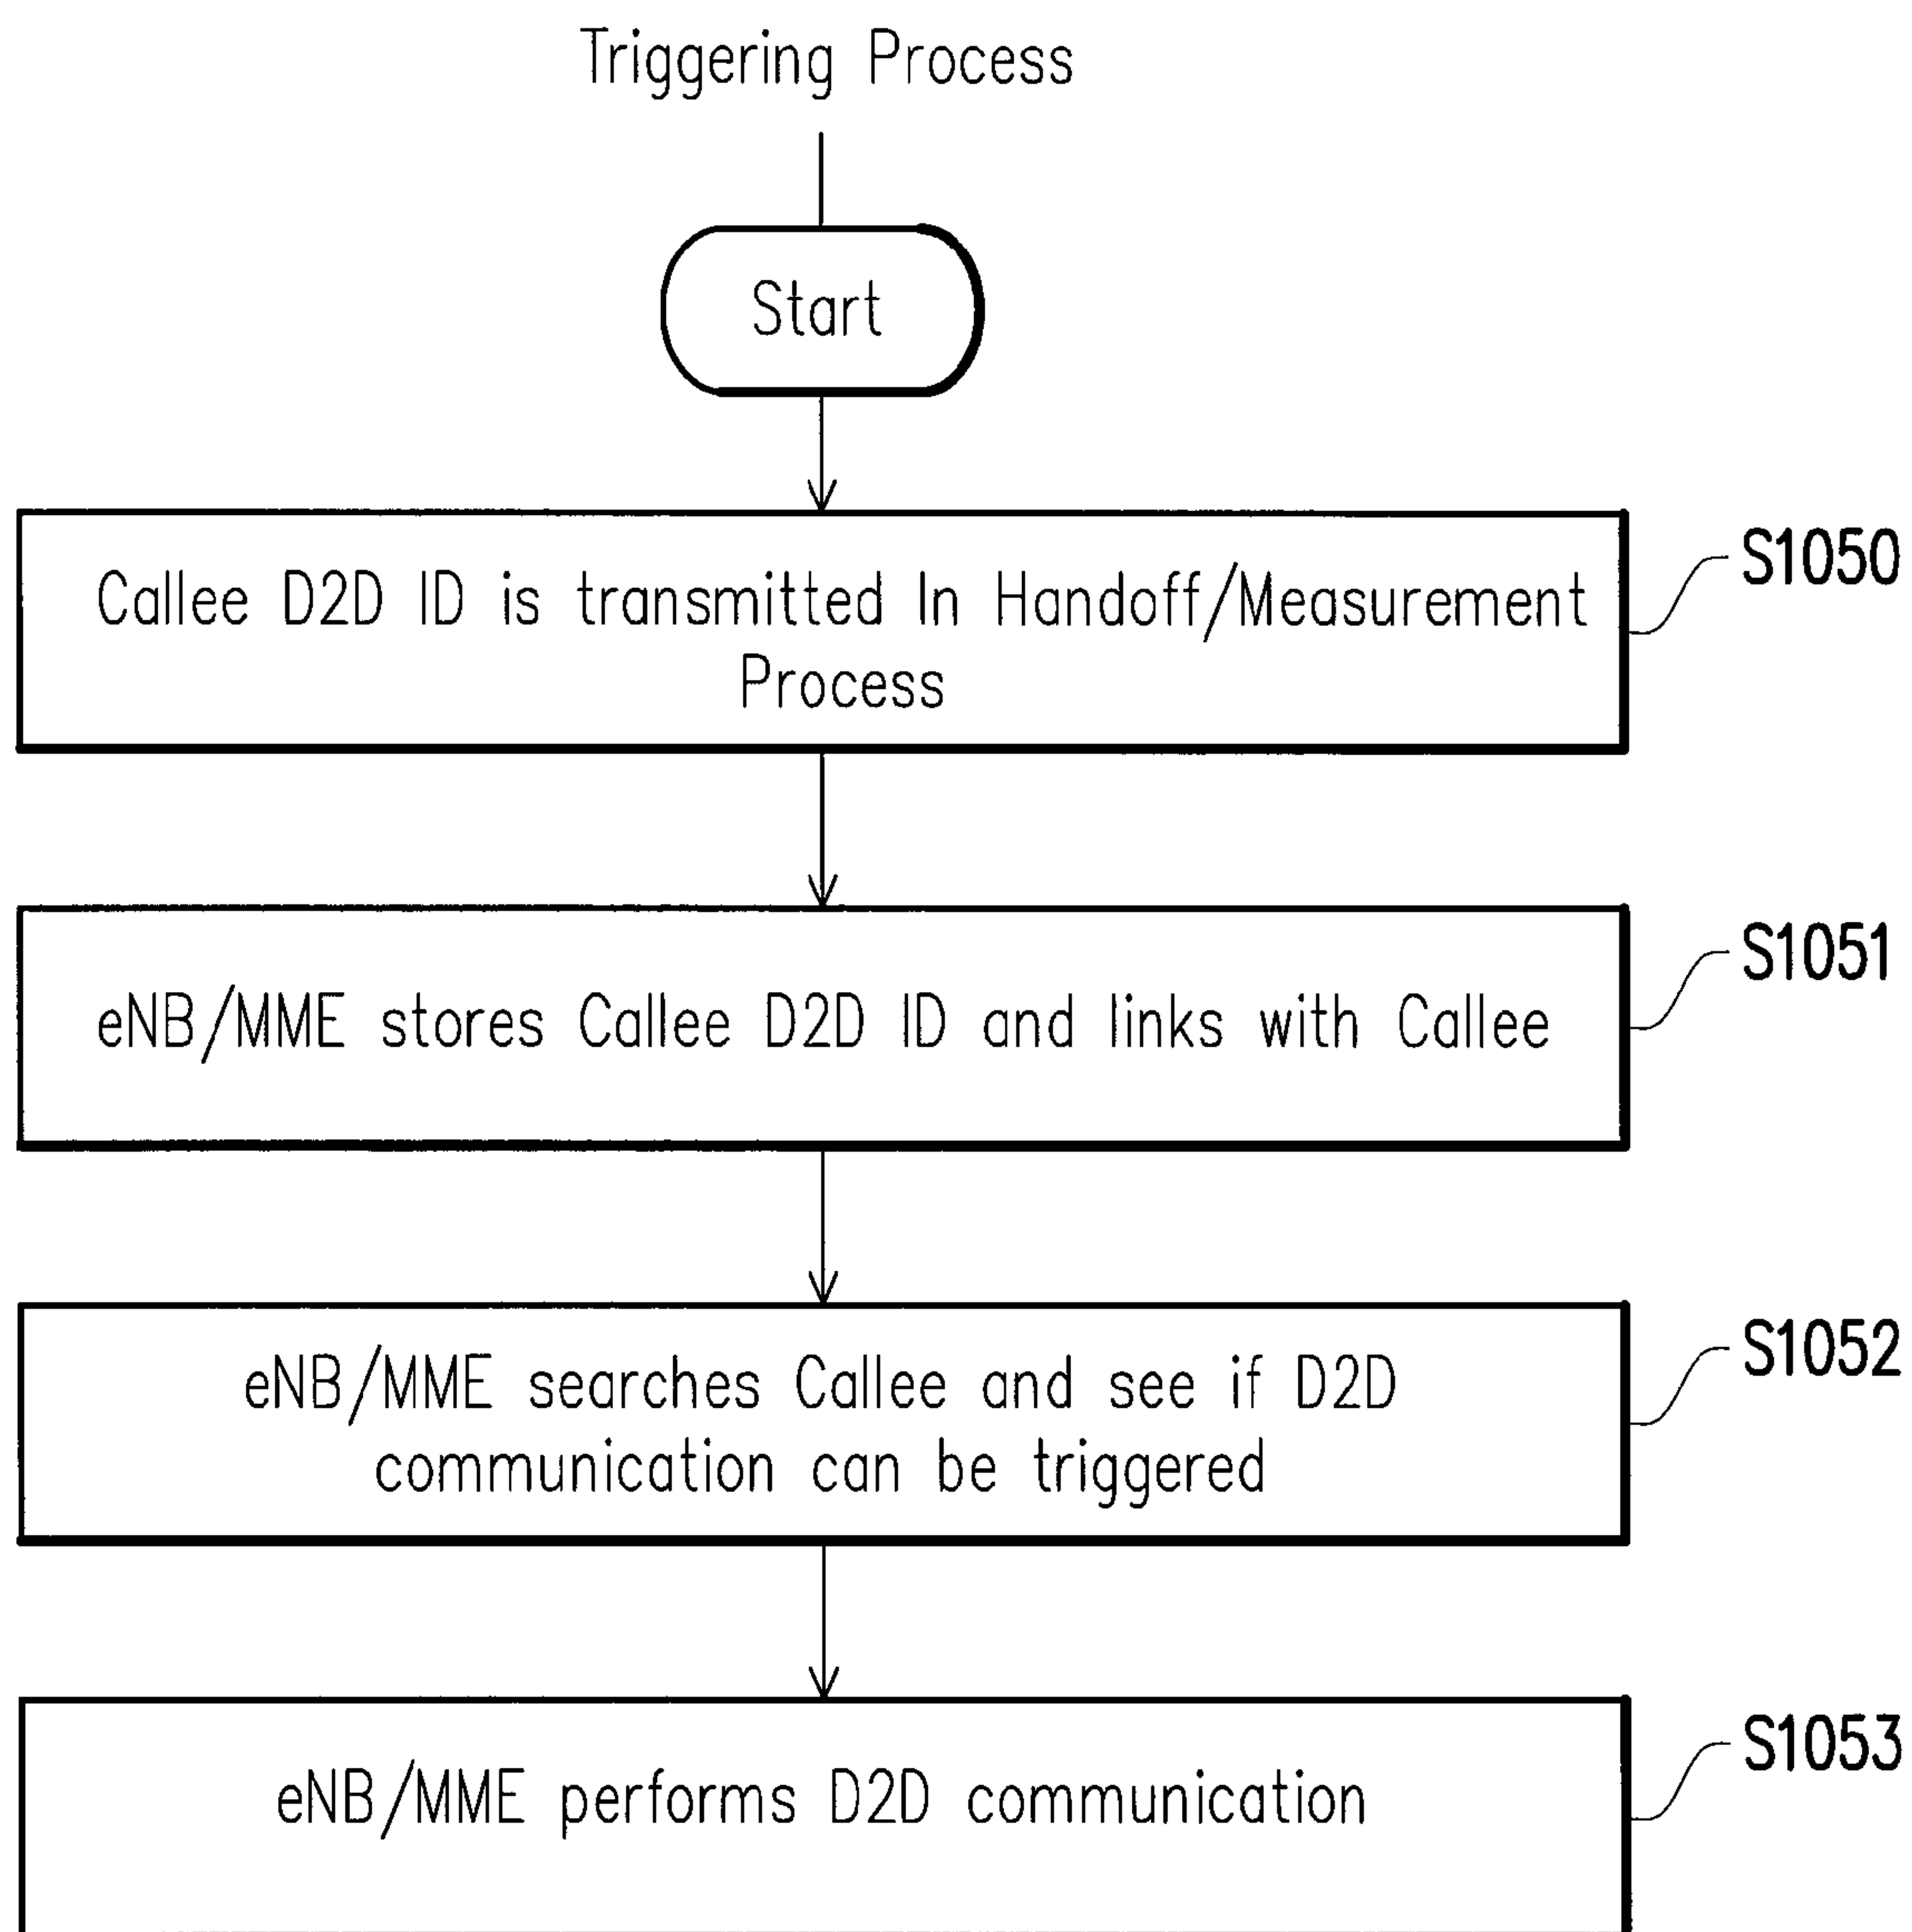 Triggering Process
Start
Callee D2D ID is transmitted In Handoff/Measurement
Process
S1050
eNB/MME stores Callee D2D ID and links with Callee
S1051
eNB/MME searches Callee and see if D2D
communication can be triggered
S1052
eNB/MME performs D2D communication
S1053